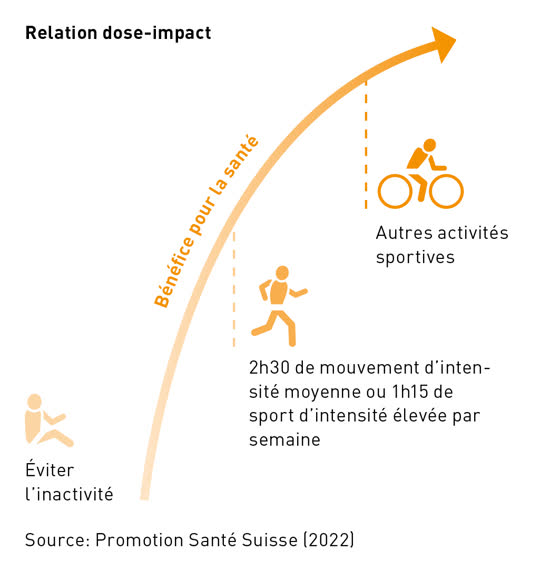 Relation dose-impact
Bénéfice pour la santé
Autres activités
sportives
2h30 de mouvement d’inten-
sité moyenne ou 1h15 de
sport d’intensité élevée par
semaine
Éviter
l’inactivité
Source: Promotion Santé Suisse (2022)